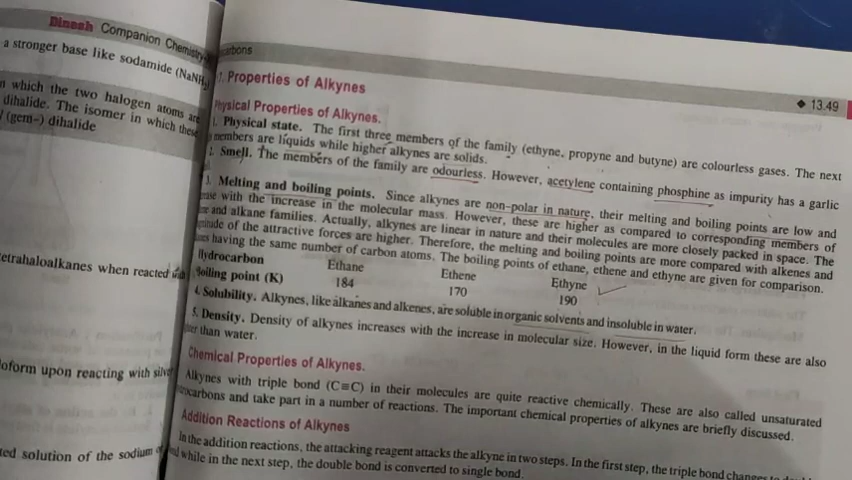 Dinesh Companion Chemistry
a stronger base like sodamide (NaNH
which the two halogen atoms are
dihalide. The isomer in which these
(gem-) dihalide
etrahaloalkanes when reacted with
oform upon reacting with silver
ted solution of the sodium
carbons
13.49
Properties of Alkynes
Physical Properties of Alkynes.
1. Physical state. The first three members of the family (ethyne, propyne and butyne) are colourless gases. The next
members are liquids while higher alkynes are solids.
2. Smell. The members of the family are odourless. However, acetylene containing phosphine as impurity has a garlic
3. Melting and boiling points. Since alkynes are non-polar in nature, their melting and boiling points are low and
with the increase in the molecular mass. However, these are higher as compared to corresponding members of
and alkane families. Actually, alkynes are linear in nature and their molecules are more closely packed in space. The
of the attractive forces are higher. Therefore, the melting and boiling points are more compared with alkenes and
having the same number of carbon atoms. The boiling points of ethane, ethene and ethyne are given for comparison.
Hydrocarbon Ethane Ethene Ethyne
Boiling point (K) 184 170 190
4. Solubility. Alkynes, like alkanes and alkenes, are soluble in organic solvents and insoluble in water.
5. Density. Density of alkynes increases with the increase in molecular size. However, in the liquid form these are also
than water.
Chemical Properties of Alkynes.
Alkynes with triple bond (C≡C) in their molecules are quite reactive chemically. These are also called unsaturated
and take part in a number of reactions. The important chemical properties of alkynes are briefly discussed.
Addition Reactions of Alkynes
In the addition reactions, the attacking reagent attacks the alkyne in two steps. In the first step, the triple bond changes to
while in the next step, the double bond is converted to single bond.